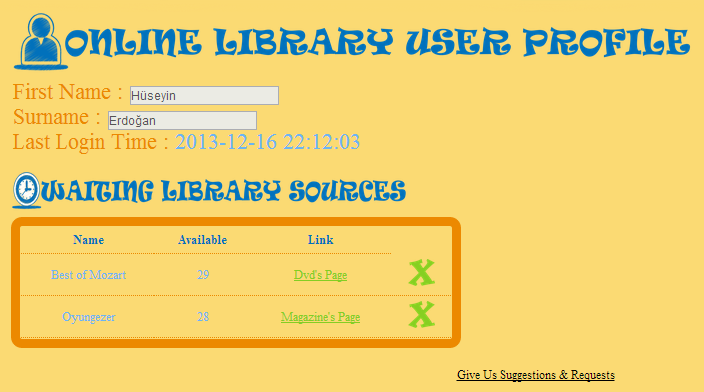 ONLINE LIBRARY USER PROFILE
First Name : Hüseyin
Surname : Erdoğan
Last Login Time : 2013-12-16 22:12:03
WAITING LIBRARY SOURCES
Name Available Link
Best of Mozart 29 Dvd's Page X
Oyungezer 28 Magazine's Page X
Give Us Suggestions & Requests